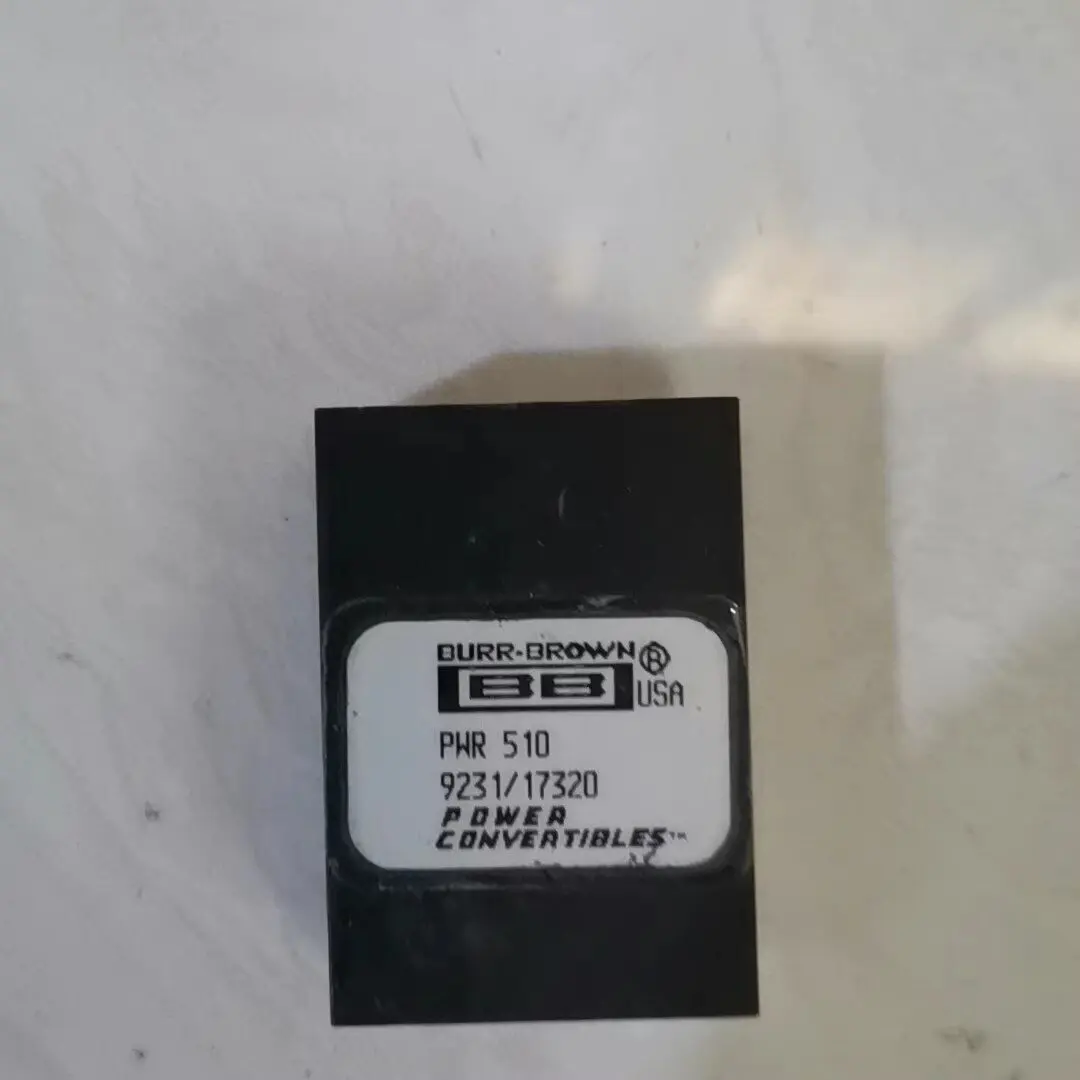 BURR-BROWN®
BB USA
PWR 510
9231/17320
POWER
CONVERTIBLES™